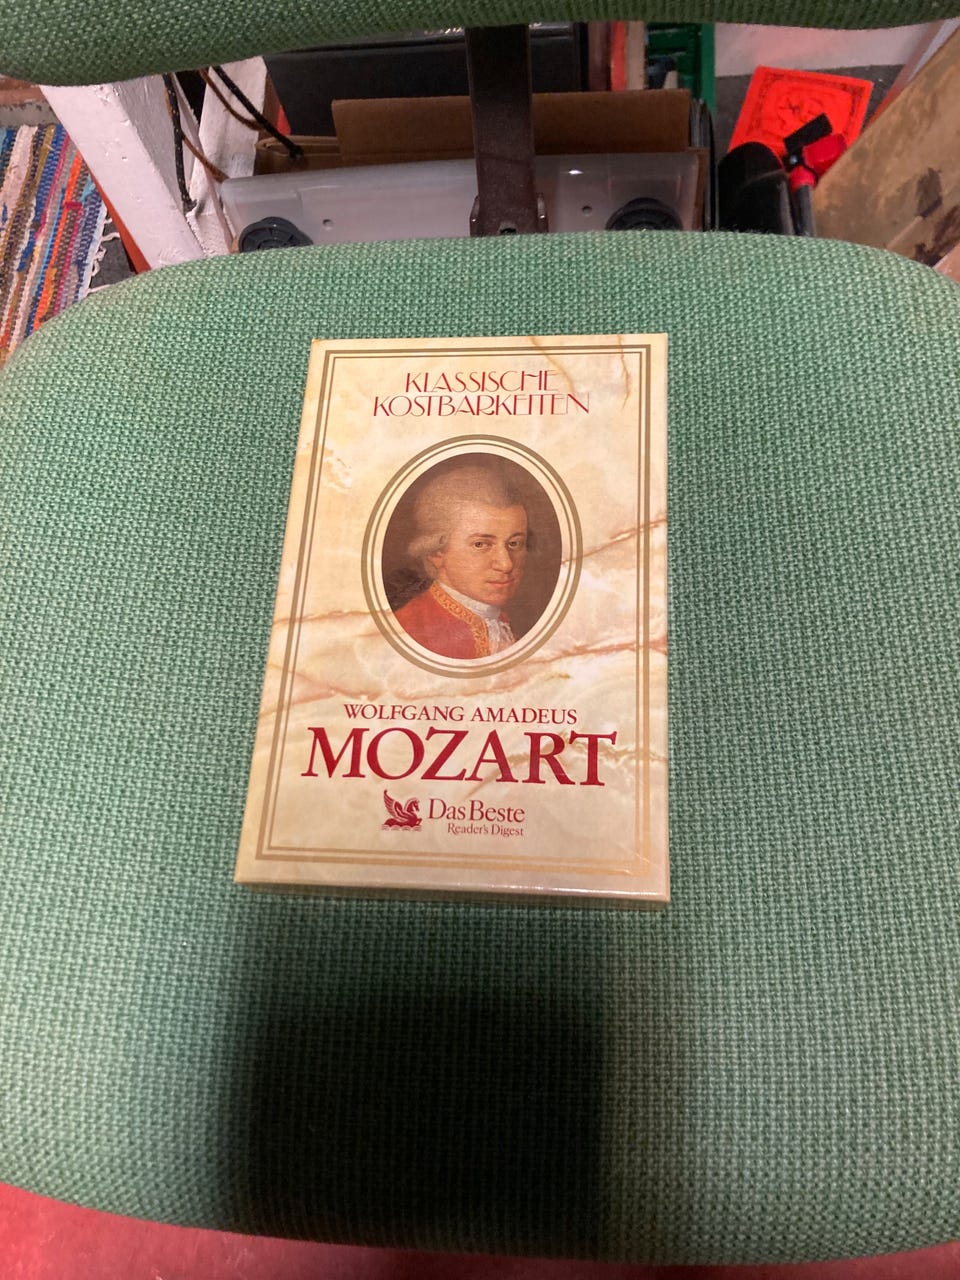 KLASSISCHE
KOSTBARKEITEN
WOLFGANG AMADEUS
MOZART
Das Beste
Reader's Digest